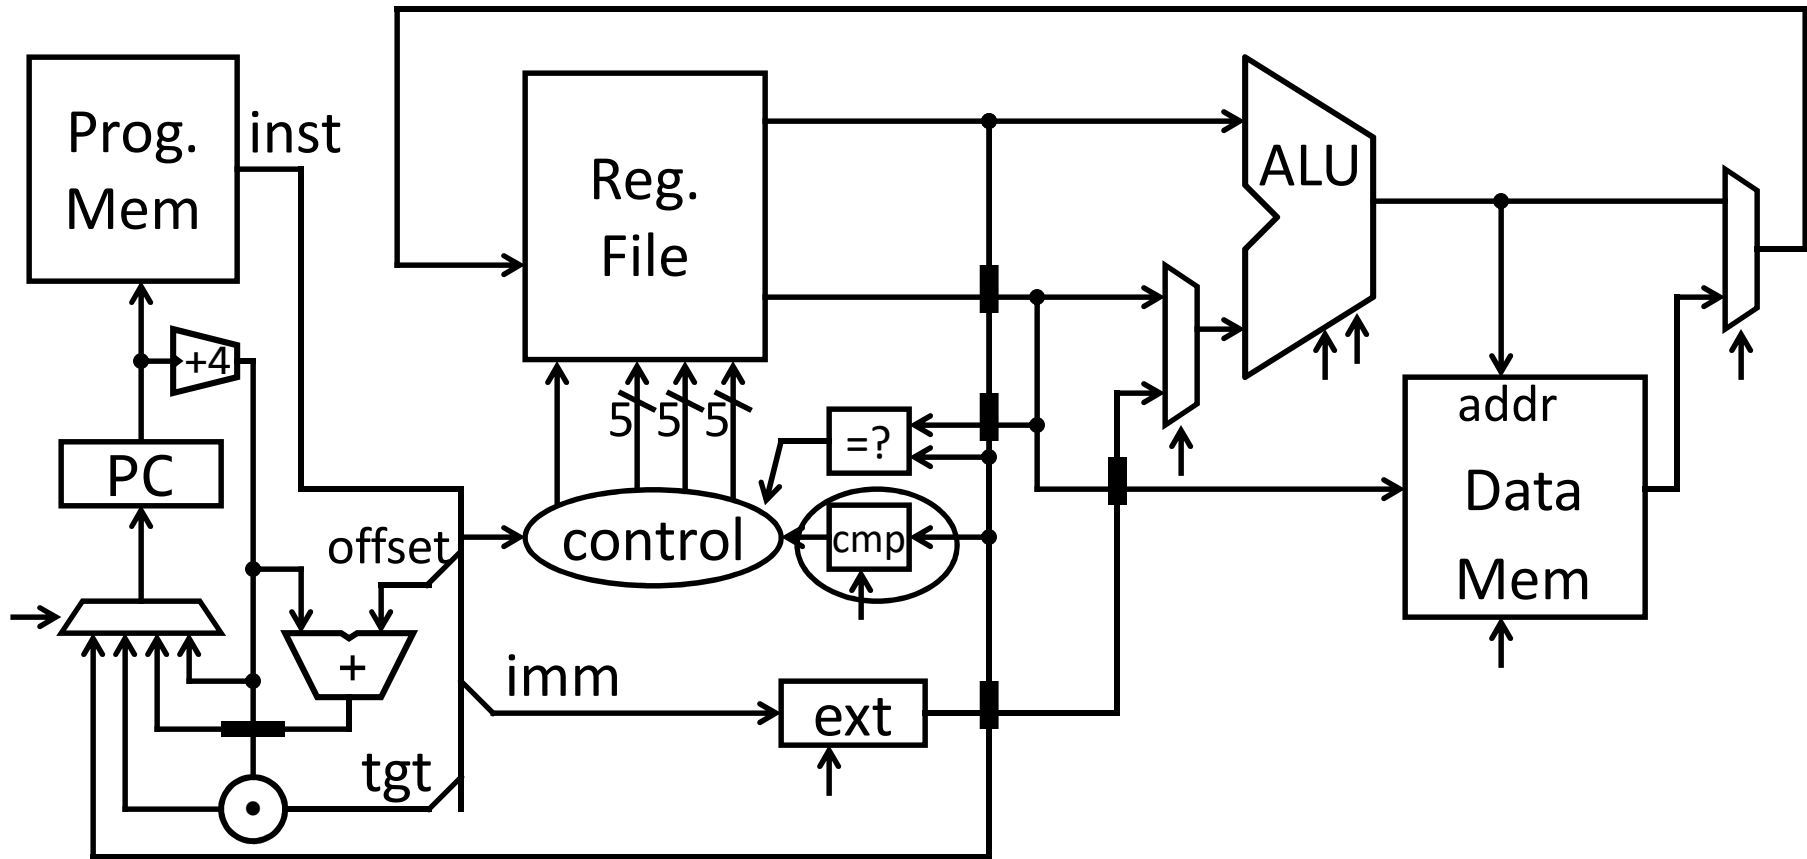 Prog.
Mem
inst
Reg.
File
ALU
+4
5 5 5
=?
addr
Data
Mem
PC
offset
control
cmp
+
imm
ext
tgt